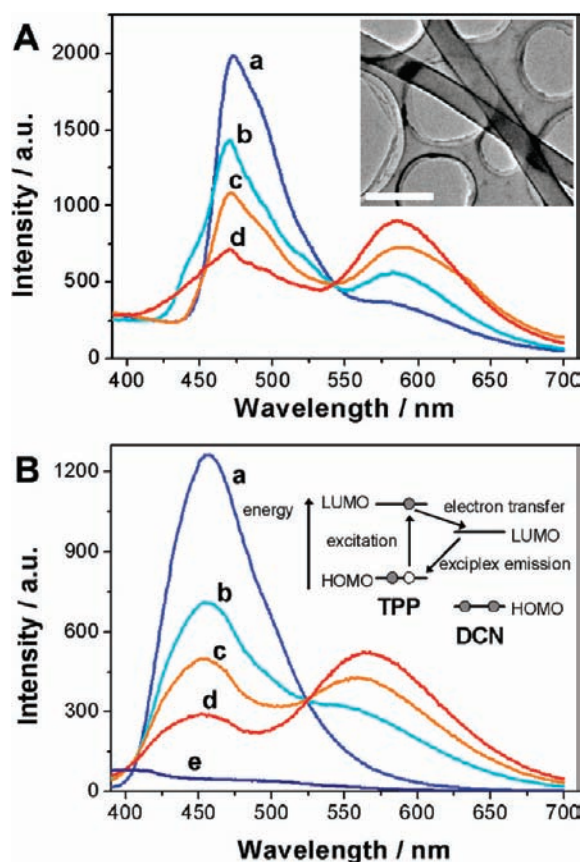 A
Intensity / a.u.
2000
1500
1000
500
0
a
b
c
d
400 450 500 550 600 650 700
Wavelength / nm
B
Intensity / a.u.
1200
900
600
300
0
a
b
c
d
e
energy
LUMO
electron transfer
LUMO
excitation
exciplex emission
HOMO
TPP
HOMO
DCN
400 450 500 550 600 650 700
Wavelength / nm